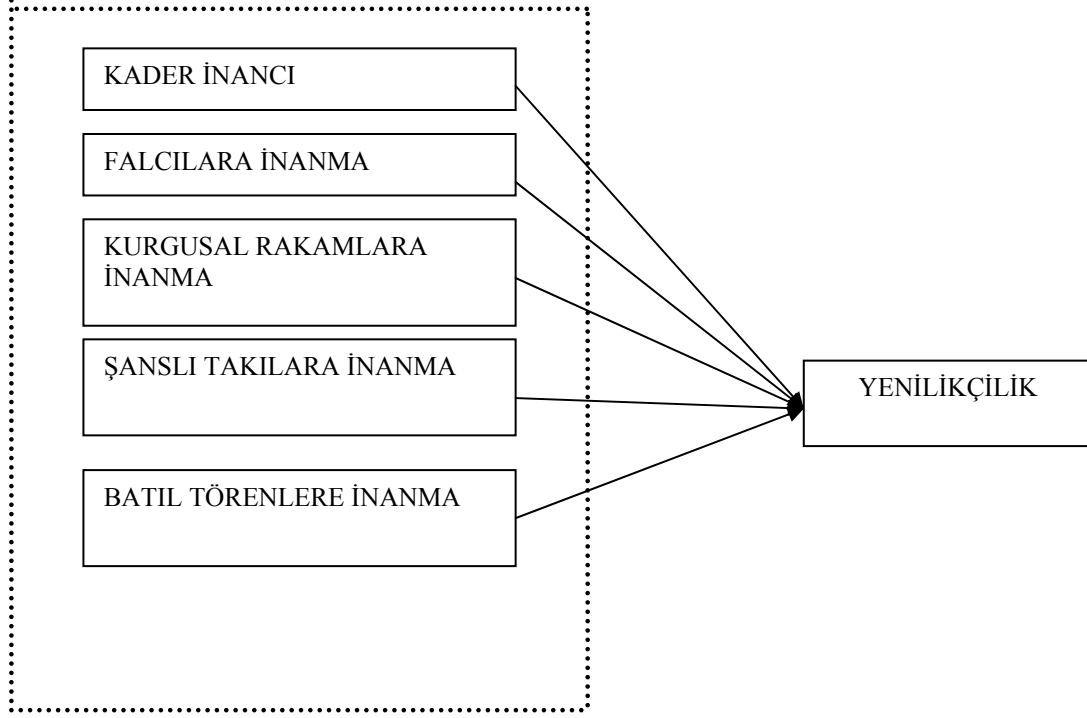 KADER İNANCI
FALCILARA İNANMA
KURGUSAL RAKAMLARA
İNANMA
ŞANSLI TAKILARA İNANMA
BATIL TÖRENLERE İNANMA
YENİLİKÇİLİK